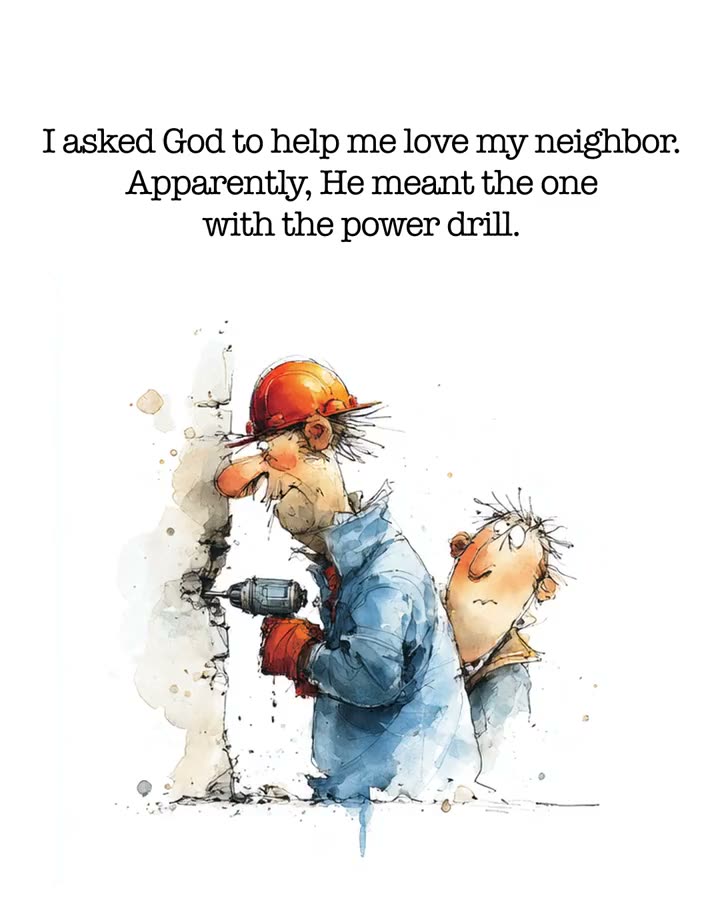 I asked God to help me love my neighbor.
Apparently, He meant the one
with the power drill.